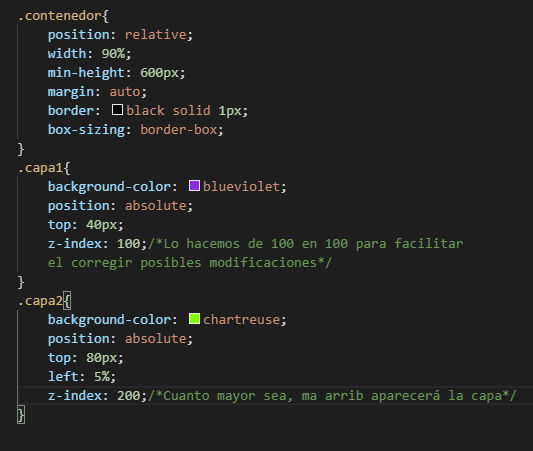 .contenedor{
position: relative;
width: 90%;
min-height: 600px;
margin: auto;
border: black solid 1px;
box-sizing: border-box;
}
.capa1{
background-color: blueviolet;
position: absolute;
top: 40px;
z-index: 100;/*Lo hacemos de 100 en 100 para facilitar
el corregir posibles modificaciones*/
}
.capa2{
background-color: chartreuse;
position: absolute;
top: 80px;
left: 5%;
z-index: 200;/*Cuanto mayor sea, ma arrib aparecerá la capa*/
}